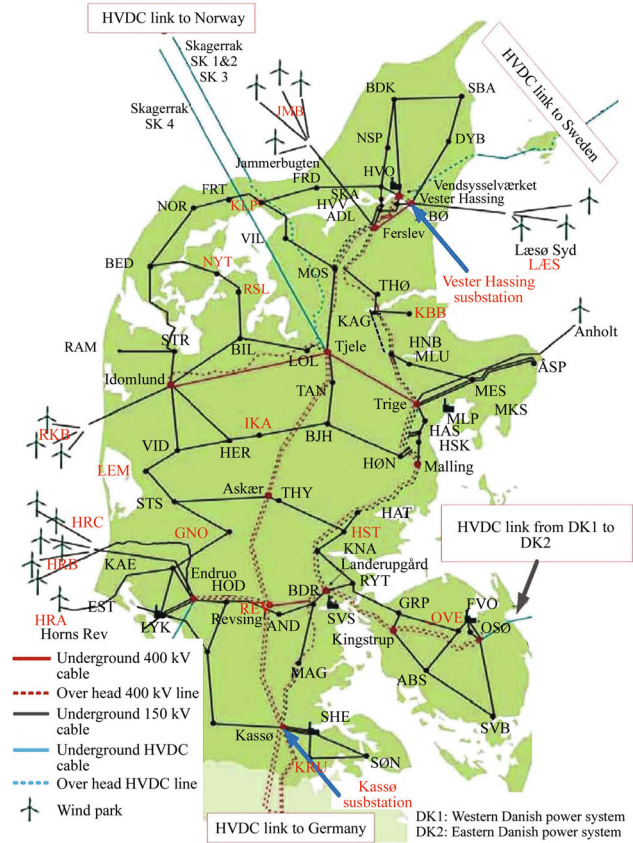 HVDC link to Norway
Skagerrak
SK 1&2
SK 3
Skagerrak
SK 4
HVDC link to Sweden
JMB
Jammerbugten
BDK
SBA
NSP
DYB
HVO
Vendsysselværket
Vester Hassing
FRD
SKA
HVV
ADL
BØ
FRT
KLP
NOR
Ferslev
Læsø Syd
LÆS
VIL
BED
NYT
MOS
Vester Hassing
susbstation
RSL
THØ
KAG
KBB
Anholt
RAM
STR
BIL
LOL
Tjele
HNB
MLU
ÅSP
Idomlund
TAN
MES
Trige
MLP
MKS
RKB
IKA
BJH
HAS
HSK
VID
HER
HØN
Malling
LEM
Askær
THY
STS
HAT
HRC
GNO
HST
HVDC link from DK1 to
DK2
KNA
Landerupgård
HRB
KAE
Endruo
RYT
HOD
BDR
GRP
FVO
HRA
EST
REV
OVE
OSØ
Horns Rev
LYK
Revsing
AND
SVS
Kingstrup
Underground 400 kV
cable
MAG
ABS
Over head 400 kV line
Underground 150 kV
cable
SVB
Kassø
SHE
Underground HVDC
cable
SØN
KRU
Over head HVDC line
Kassø
susbstation
Wind park
HVDC link to Germany
DK1: Western Danish power system
DK2: Eastern Danish power system